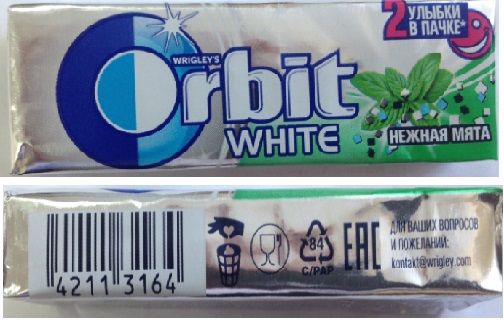 2 УЛЫБКИ
В ПАЧКЕ*
WRIGLEY'S
Orbit
WHITE
НЕЖНАЯ МЯТА
4211 3164
84
C/PAP
EAC
ДЛЯ ВАШИХ ВОПРОСОВ
И ПОЖЕЛАНИЙ:
kontakt@wrigley.com